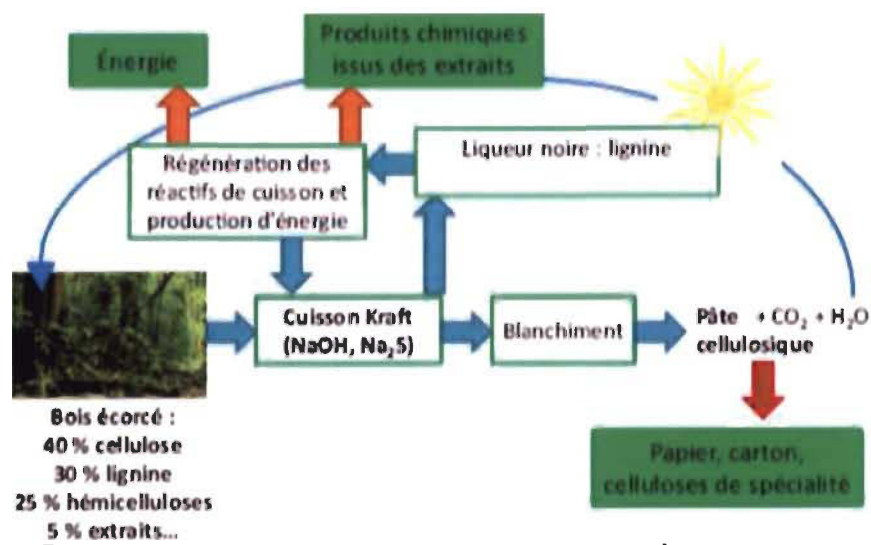 Énergie
Produits chimiques
issus des extraits
Régénération des
réactifs de cuisson et
production d'énergie
Liqueur noire : lignine
Cuisson Kraft
(NaOH, Na₂S)
Blanchiment
Pâte + CO₂ + H₂O
cellulosique
Bois écorcé :
40 % cellulose
30 % lignine
25 % hémicelluloses
5 % extraits...
Papier, carton,
celluloses de spécialité